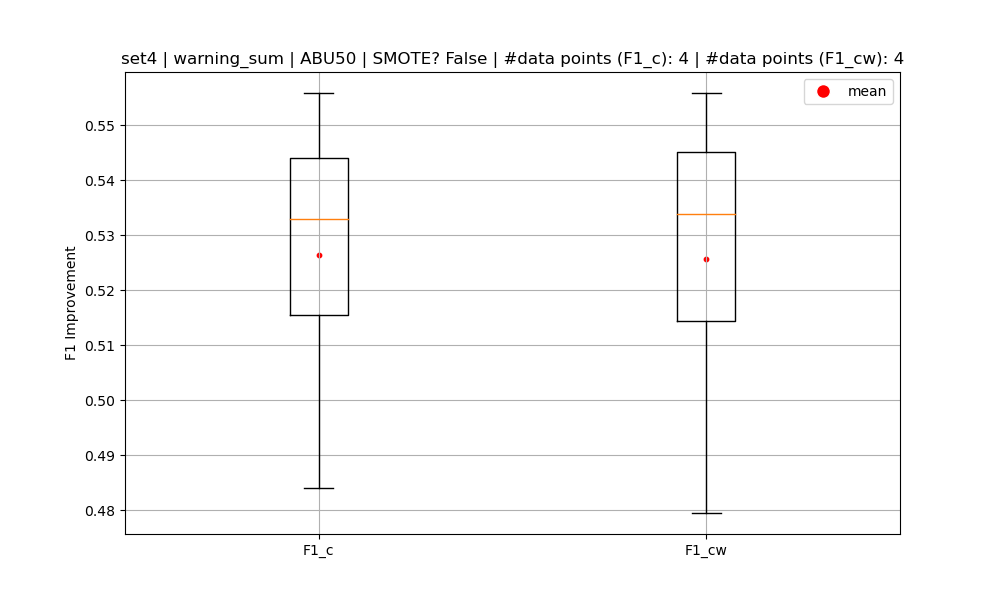 set4 | warning_sum | ABU50 | SMOTE? False | #data points (F1_c): 4 | #data points (F1_cw): 4
mean
0.55
0.54
0.53
0.52
0.51
0.50
0.49
0.48
F1 Improvement
F1_c
F1_cw